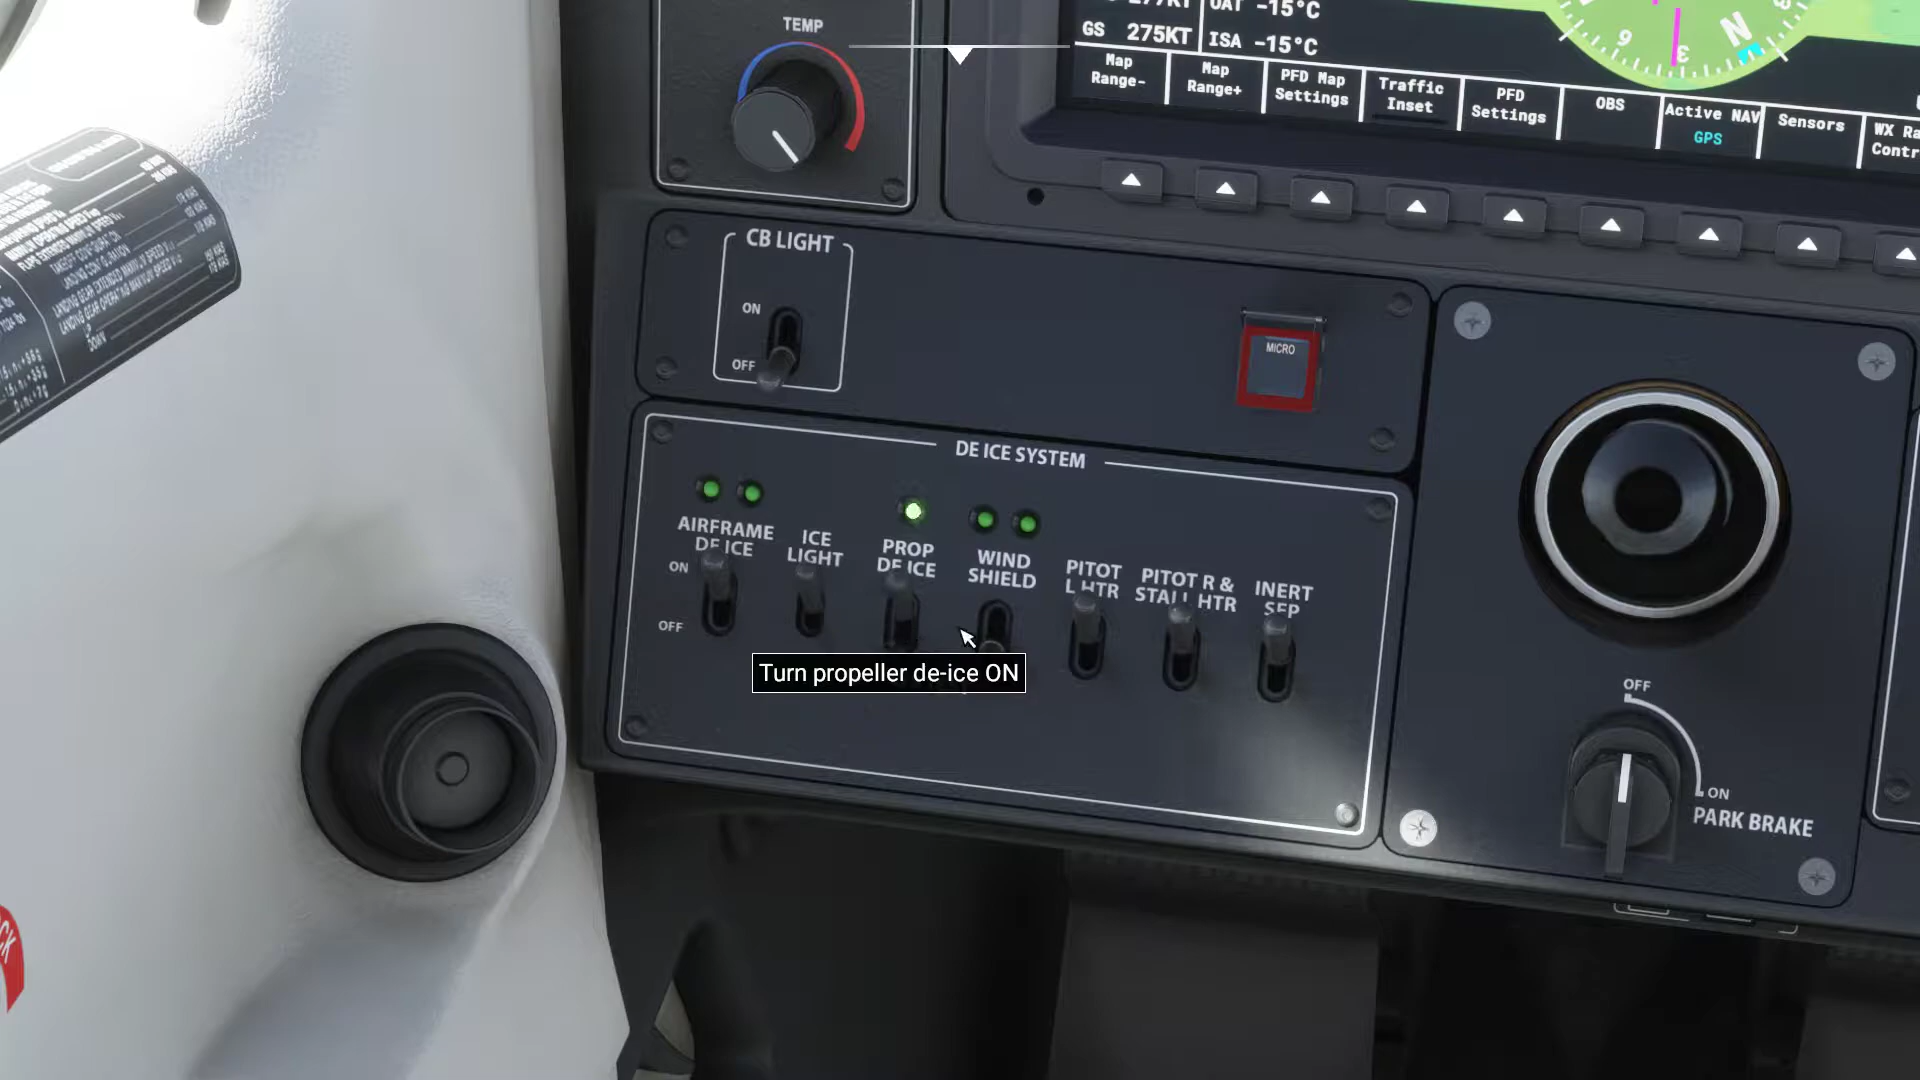 TEMP
OAT -15°C
GS 275KT
ISA -15°C
Map Range-
Map Range+
PFD Map Settings
Traffic Inset
PFD Settings
OBS
Active NAV
GPS
Sensors
N
3
6
CB LIGHT
ON
OFF
MICRO
DE ICE SYSTEM
AIRFRAME DE ICE
ICE LIGHT
PROP DE ICE
WIND SHIELD
PITOT L HTR
PITOT R & STALL HTR
INERT SEP
ON
OFF
Turn propeller de-ice ON
OFF
ON
PARK BRAKE